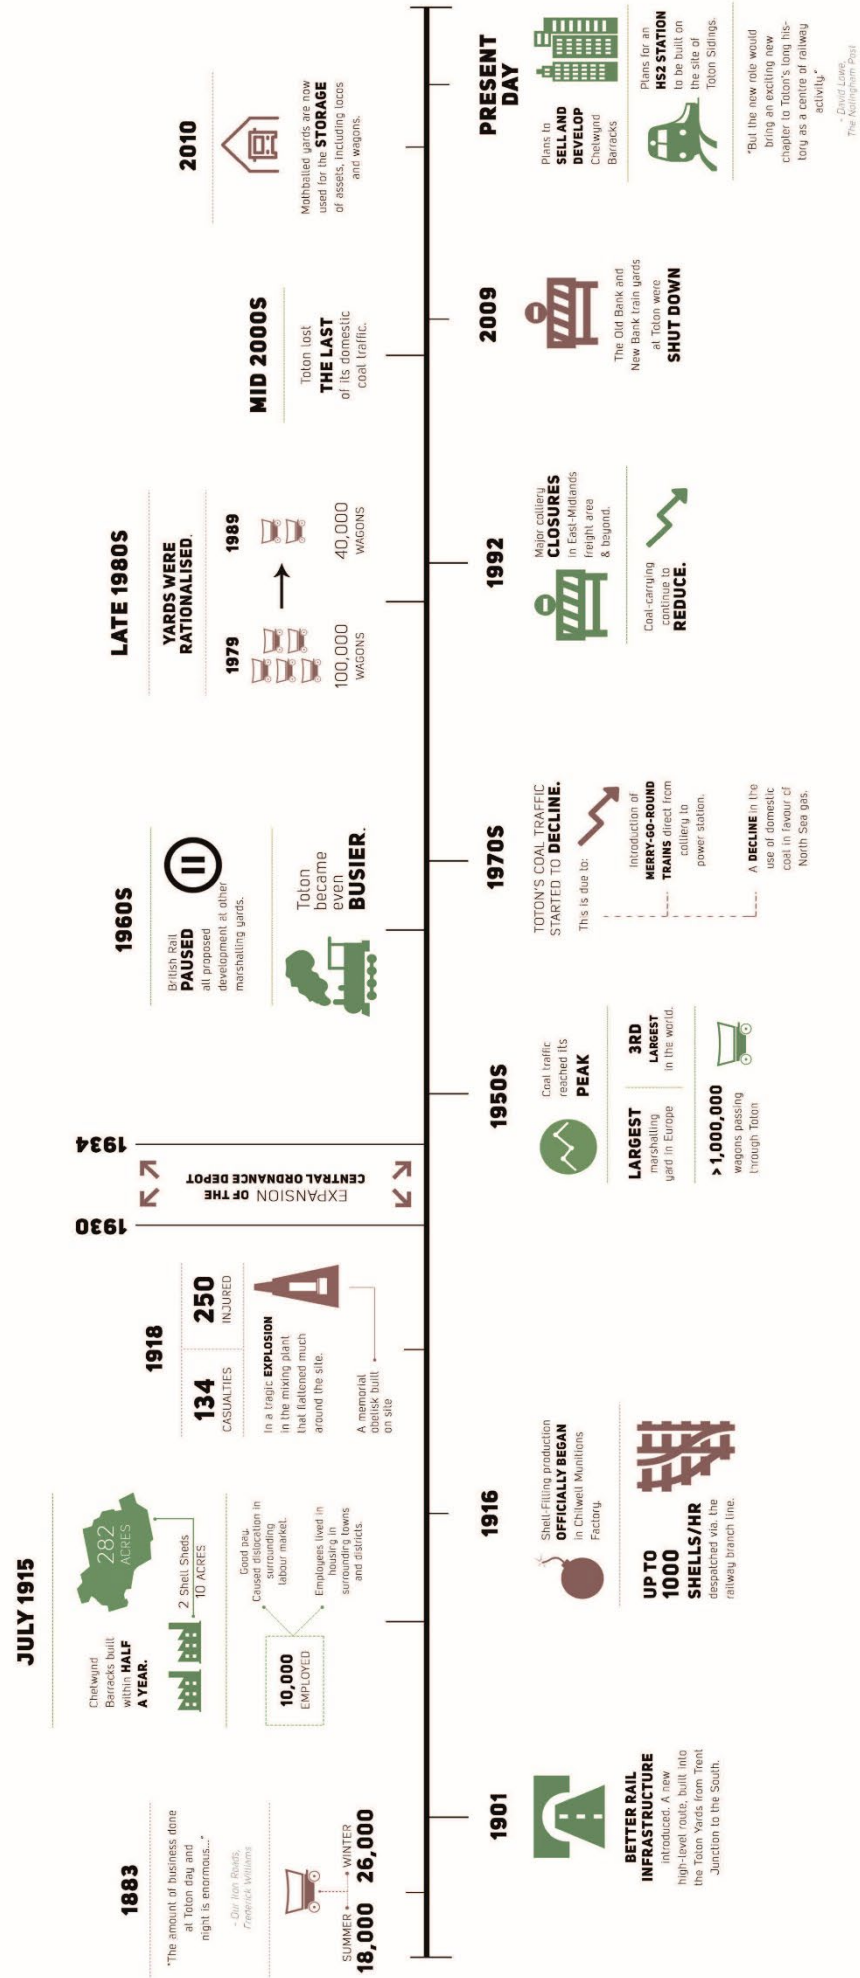 1883
"The amount of business done
at Toton day and
night is enormous..."
- Our Iron Roads,
Frederick Williams
SUMMER
18,000
WINTER
26,000
1901
BETTER RAIL
INFRASTRUCTURE
introduced. A new
high-level route, built into
the Toton Yards from Trent
Junction to the South.
JULY 1915
Chetwynd
Barracks built
within HALF
A YEAR.
282
ACRES
2 Shell Sheds
10 ACRES
10,000
EMPLOYED
Good pay.
Caused dislocation in
surrounding
labour market.
Employees lived in
housing in
surrounding towns
and districts.
1916
Shell-Filling production
OFFICIALLY BEGAN
in Chilwell Munitions
Factory.
UP TO
1000
SHELLS/HR
despatched via. the
railway branch line.
1918
134
CASUALTIES
250
INJURED
In a tragic EXPLOSION
in the mixing plant
that flattened much
around the site.
A memorial
obelisk built
on site
1930
1934
EXPANSION OF THE
CENTRAL ORDNANCE DEPOT
1950S
Coal traffic
reached its
PEAK
LARGEST
marshalling
yard in Europe
3RD
LARGEST
in the world.
>1,000,000
wagons passing
through Toton
1960S
British Rail
PAUSED
all proposed
development at other
marshalling yards.
Toton
became
even
BUSIER.
1970S
TOTON'S COAL TRAFFIC
STARTED TO DECLINE.
This is due to:
Introduction of
MERRY-GO-ROUND
TRAINS direct from
colliery to
power station.
A DECLINE in the
use of domestic
coal in favour of
North Sea gas.
LATE 1980S
YARDS WERE
RATIONALISED.
1979
100,000
WAGONS
1989
40,000
WAGONS
1992
Major colliery
CLOSURES
in East-Midlands
freight area
& beyond.
Coal-carrying
continue to
REDUCE.
MID 2000S
Toton lost
THE LAST
of its domestic
coal traffic.
2009
The Old Bank and
New Bank train yards
at Toton were
SHUT DOWN
2010
Mothballed yards are now
used for the STORAGE
of assets, including locos
and wagons.
PRESENT
DAY
Plans to
SELL AND
DEVELOP
Chetwynd
Barracks
Plans for an
HS2 STATION
to be built on
the site of
Toton Sidings.
"But the new role would
bring an exciting new
chapter to Toton's long his-
tory as a centre of railway
activity."
- David Lowe,
The Nottingham Post